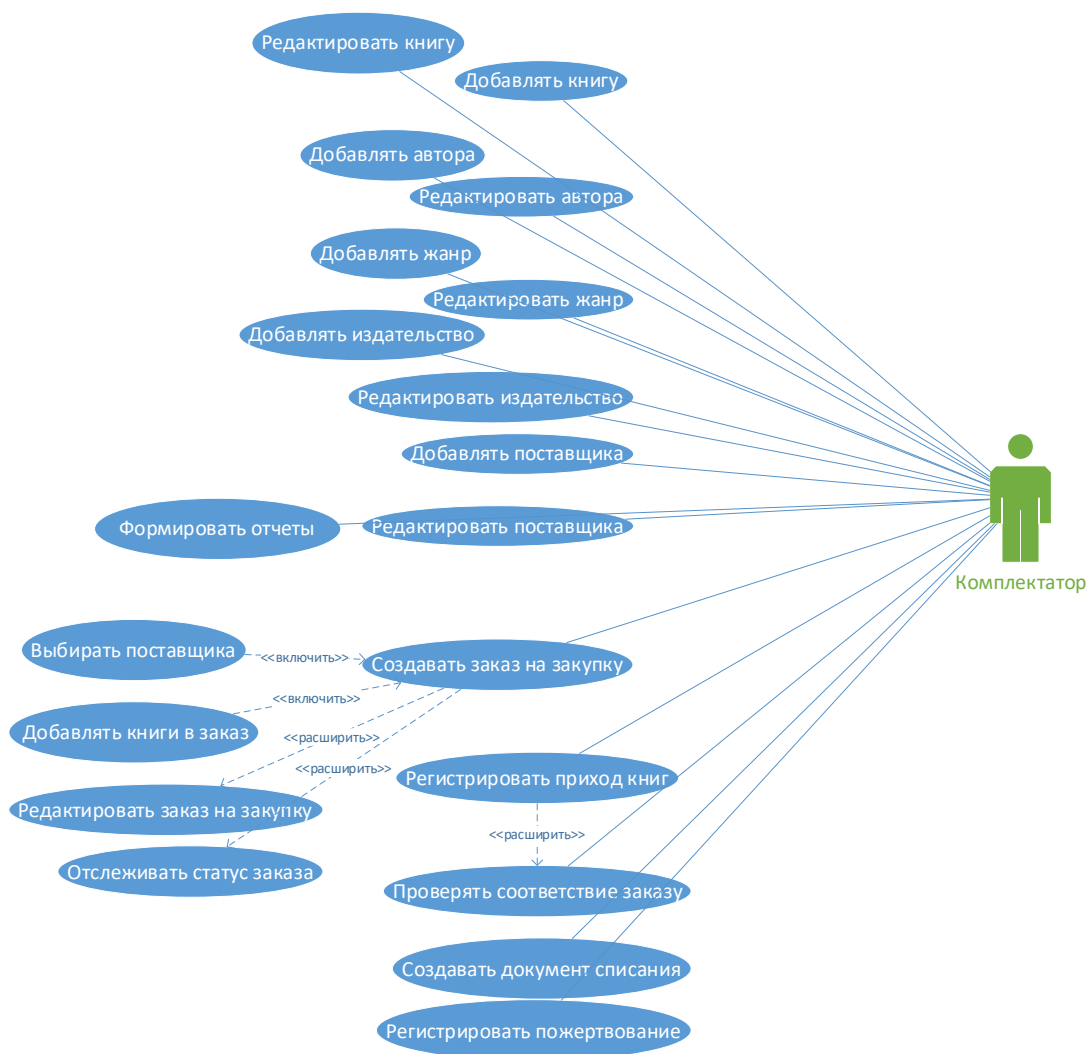 Редактировать книгу
Добавлять книгу
Добавлять автора
Редактировать автора
Добавлять жанр
Редактировать жанр
Добавлять издательство
Редактировать издательство
Добавлять поставщика
Формировать отчеты
Редактировать поставщика
Комплектатор
Выбирать поставщика
<<включить>>
Создавать заказ на закупку
<<включить>>
Добавлять книги в заказ
<<расширить>>
<<расширить>>
Регистрировать приход книг
Редактировать заказ на закупку
<<расширить>>
Отслеживать статус заказа
Проверять соответствие заказу
Создавать документ списания
Регистрировать пожертвование